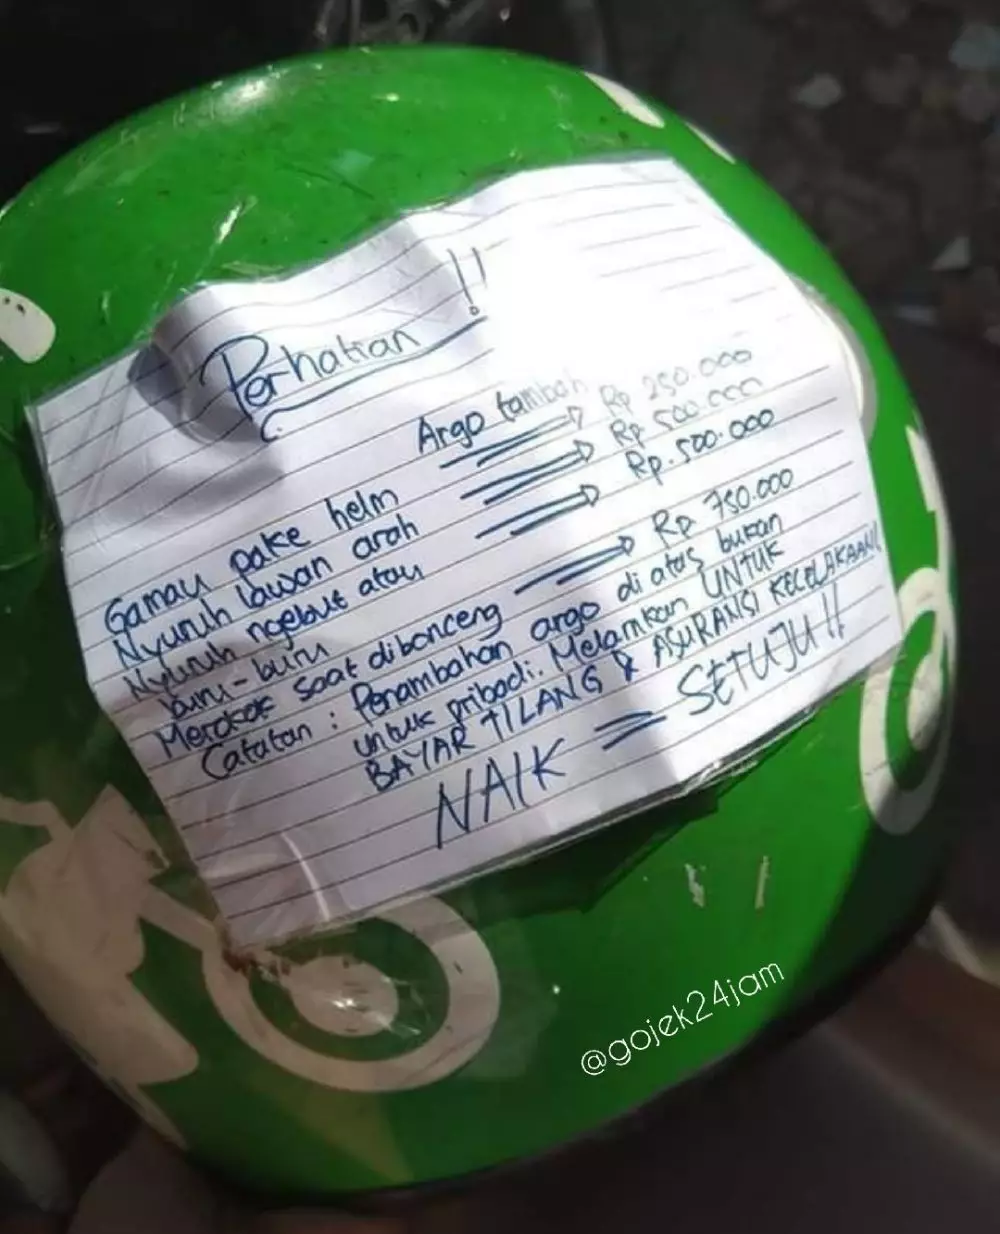 Perhatian !!
Argo tambah
Gamau pake helm → Rp 250.000
Nyuruh lawan arah → Rp 500.000
Nyuruh ngebut atau → Rp. 500.000
buru-buru
Merokok saat dibonceng → Rp 750.000
Catatan : Penambahan argo di atas bukan
untuk pribadi. Melainkan UNTUK
BAYAR TILANG & ASURANSI KECELAKAAN!!
NAIK = SETUJU!!
@gojek24jam